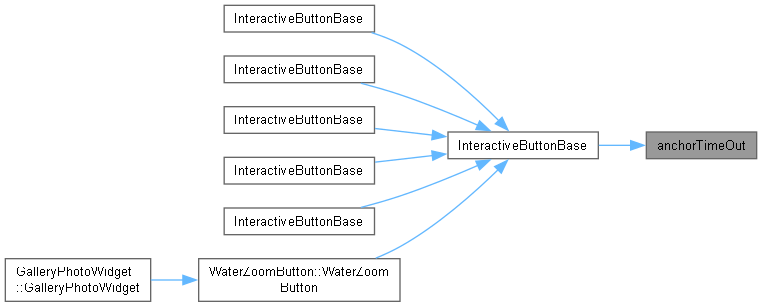 InteractiveButtonBase
InteractiveButtonBase
InteractiveButtonBase
InteractiveButtonBase
anchorTimeOut
InteractiveButtonBase
InteractiveButtonBase
GalleryPhotoWidget
::GalleryPhotoWidget
WaterZoomButton::WaterZoom
Button